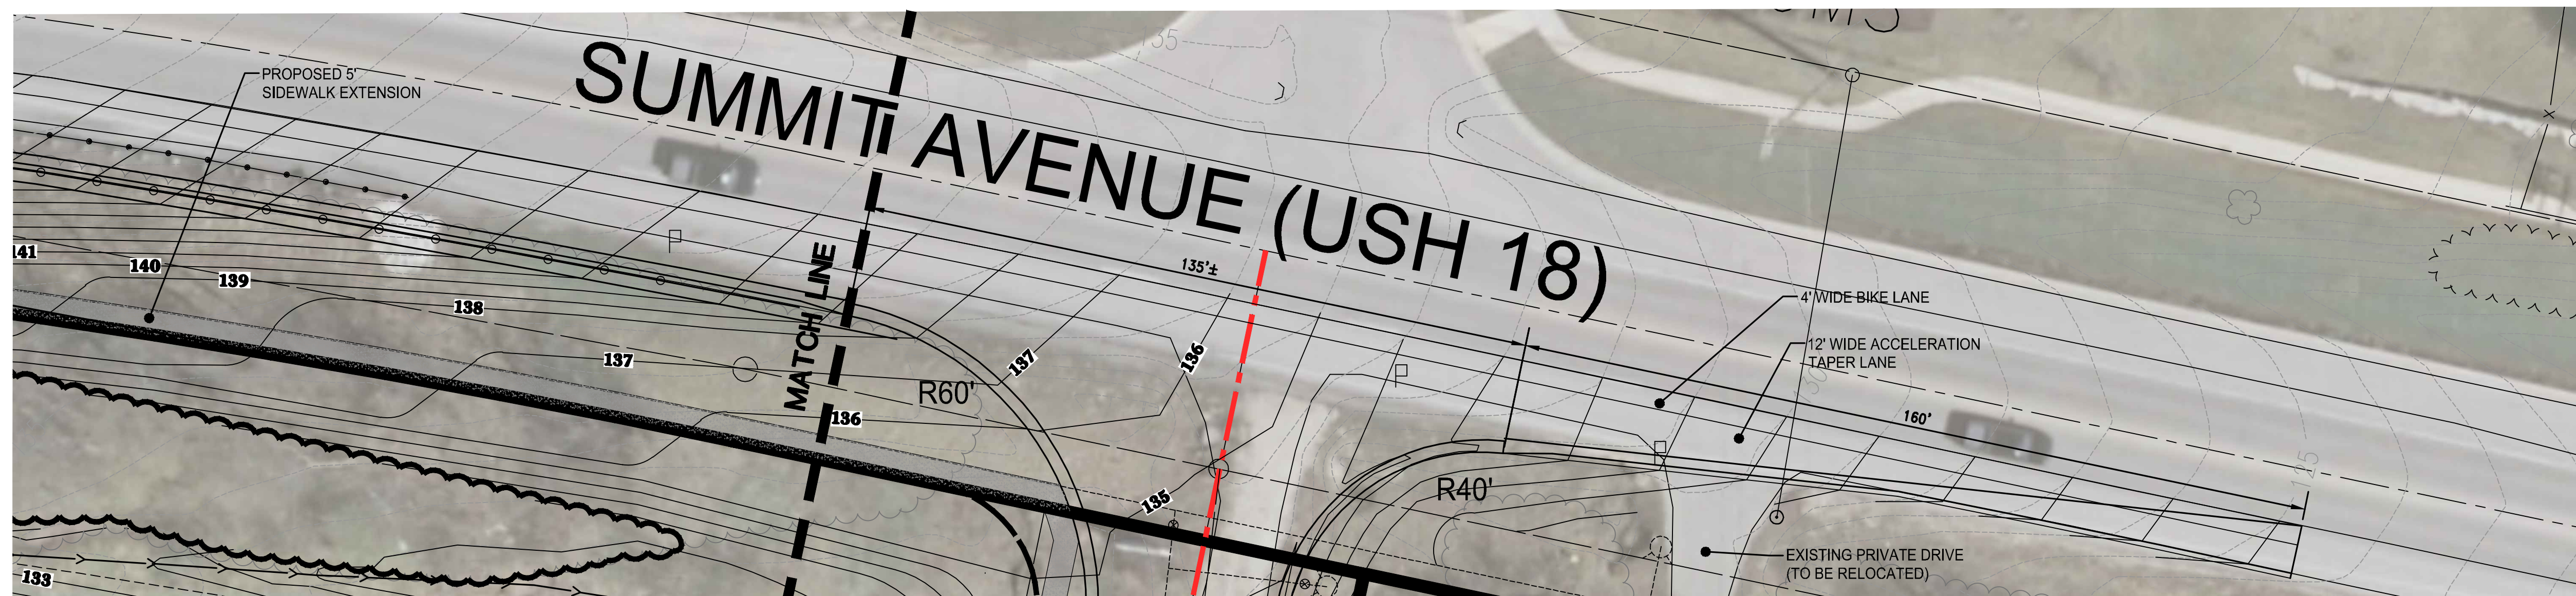 35
PROPOSED 5'
SIDEWALK EXTENSION
SUMMIT AVENUE (USH 18)
MATCH LINE
135'±
141
140
139
138
137
137
136
136
135
133
R60'
R40'
4' WIDE BIKE LANE
12' WIDE ACCELERATION
TAPER LANE
160'
125
EXISTING PRIVATE DRIVE
(TO BE RELOCATED)